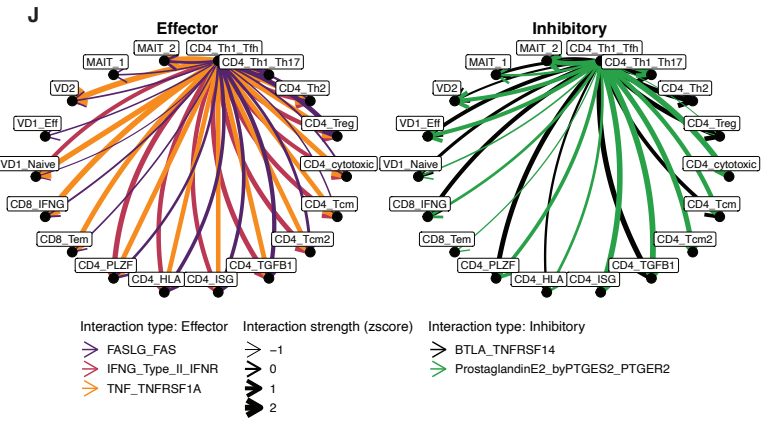 J
Effector
Inhibitory
MAIT_2
CD4_Th1_Tfh
MAIT_1
CD4_Th1_Th17
VD2
CD4_Th2
VD1_Eff
CD4_Treg
VD1_Naive
CD4_cytotoxic
CD8_IFNG
CD4_Tcm
CD8_Tem
CD4_Tcm2
CD4_PLZF
CD4_TGFB1
CD4_HLA
CD4_ISG
MAIT_2
CD4_Th1_Tfh
MAIT_1
CD4_Th1_Th17
VD2
CD4_Th2
VD1_Eff
CD4_Treg
VD1_Naive
CD4_cytotoxic
CD8_IFNG
CD4_Tcm
CD8_Tem
CD4_Tcm2
CD4_PLZF
CD4_TGFB1
CD4_HLA
CD4_ISG
Interaction type: Effector
FASLG_FAS
IFNG_Type_II_IFNR
TNF_TNFRSF1A
Interaction strength (zscore)
−1
0
1
2
Interaction type: Inhibitory
BTLA_TNFRSF14
ProstaglandinE2_byPTGES2_PTGER2